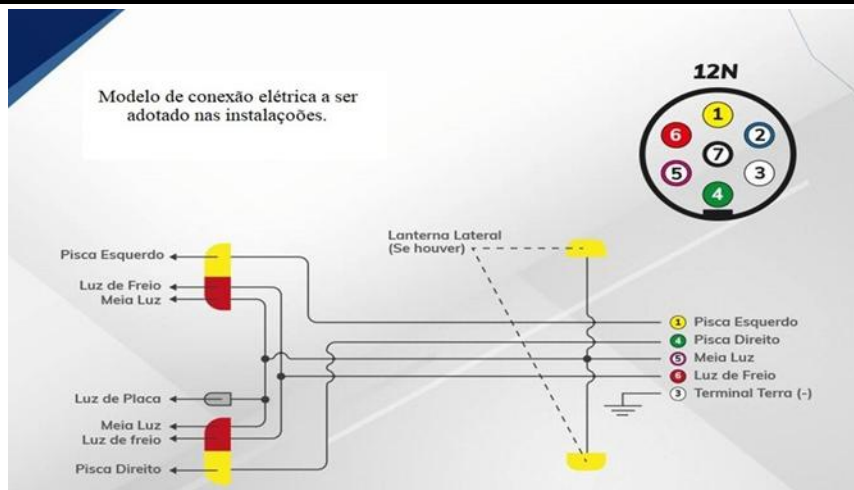 Modelo de conexão elétrica a ser
adotado nas instalaçoões.
12N
1
6
2
7
5
3
4
Lanterna Lateral
(Se houver)
Pisca Esquerdo
Luz de Freio
Meia Luz
Luz de Placa
Meia Luz
Luz de freio
Pisca Direito
1 Pisca Esquerdo
4 Pisca Direito
5 Meia Luz
6 Luz de Freio
3 Terminal Terra (-)